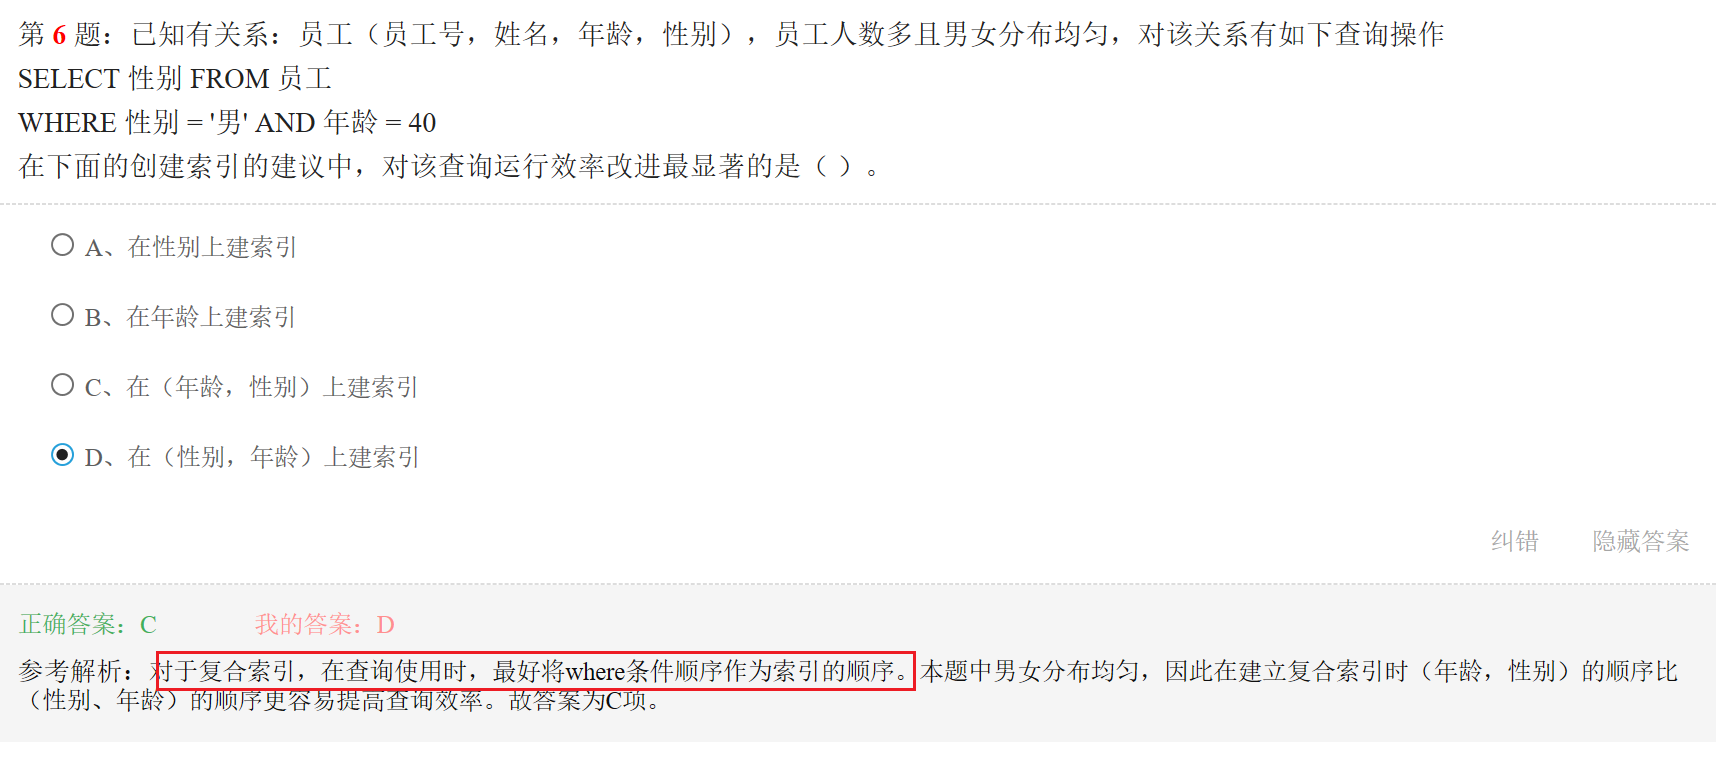 第 6 题：已知有关系：员工（员工号，姓名，年龄，性别），员工人数多且男女分布均匀，对该关系有如下查询操作
SELECT 性别 FROM 员工
WHERE 性别 = '男' AND 年龄 = 40
在下面的创建索引的建议中，对该查询运行效率改进最显著的是（ ）。
A、在性别上建索引
B、在年龄上建索引
C、在（年龄，性别）上建索引
D、在（性别，年龄）上建索引
纠错 隐藏答案
正确答案：C 我的答案：D
参考解析：对于复合索引，在查询使用时，最好将where条件顺序作为索引的顺序。本题中男女分布均匀，因此在建立复合索引时（年龄，性别）的顺序比
（性别、年龄）的顺序更容易提高查询效率。故答案为C项。